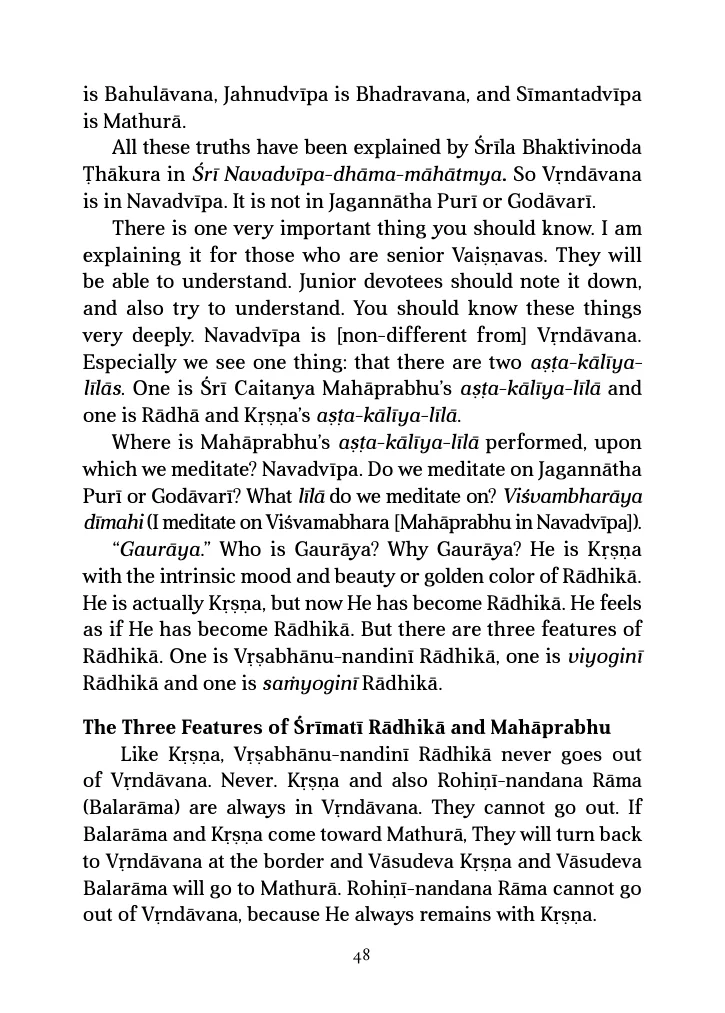 is Bahulāvana, Jahnudvīpa is Bhadravana, and Sīmantadvīpa
is Mathurā.
All these truths have been explained by Śrīla Bhaktivinoda
Ṭhākura in Śrī Navadvīpa-dhāma-māhātmya. So Vṛndāvana
is in Navadvīpa. It is not in Jagannātha Purī or Godāvarī.
There is one very important thing you should know. I am
explaining it for those who are senior Vaiṣṇavas. They will
be able to understand. Junior devotees should note it down,
and also try to understand. You should know these things
very deeply. Navadvīpa is [non-different from] Vṛndāvana.
Especially we see one thing: that there are two aṣṭa-kālīya-
līlās. One is Śrī Caitanya Mahāprabhu’s aṣṭa-kālīya-līlā and
one is Rādhā and Kṛṣṇa’s aṣṭa-kālīya-līlā.
Where is Mahāprabhu’s aṣṭa-kālīya-līlā performed, upon
which we meditate? Navadvīpa. Do we meditate on Jagannātha
Purī or Godāvarī? What līlā do we meditate on? Viśvambharāya
dīmahi (I meditate on Viśvamabhara [Mahāprabhu in Navadvīpa]).
“Gaurāya.” Who is Gaurāya? Why Gaurāya? He is Kṛṣṇa
with the intrinsic mood and beauty or golden color of Rādhikā.
He is actually Kṛṣṇa, but now He has become Rādhikā. He feels
as if He has become Rādhikā. But there are three features of
Rādhikā. One is Vṛṣabhānu-nandinī Rādhikā, one is viyoginī
Rādhikā and one is saṁyoginī Rādhikā.
The Three Features of Śrīmatī Rādhikā and Mahāprabhu
Like Kṛṣṇa, Vṛṣabhānu-nandinī Rādhikā never goes out
of Vṛndāvana. Never. Kṛṣṇa and also Rohiṇī-nandana Rāma
(Balarāma) are always in Vṛndāvana. They cannot go out. If
Balarāma and Kṛṣṇa come toward Mathurā, They will turn back
to Vṛndāvana at the border and Vāsudeva Kṛṣṇa and Vāsudeva
Balarāma will go to Mathurā. Rohiṇī-nandana Rāma cannot go
out of Vṛndāvana, because He always remains with Kṛṣṇa.
48